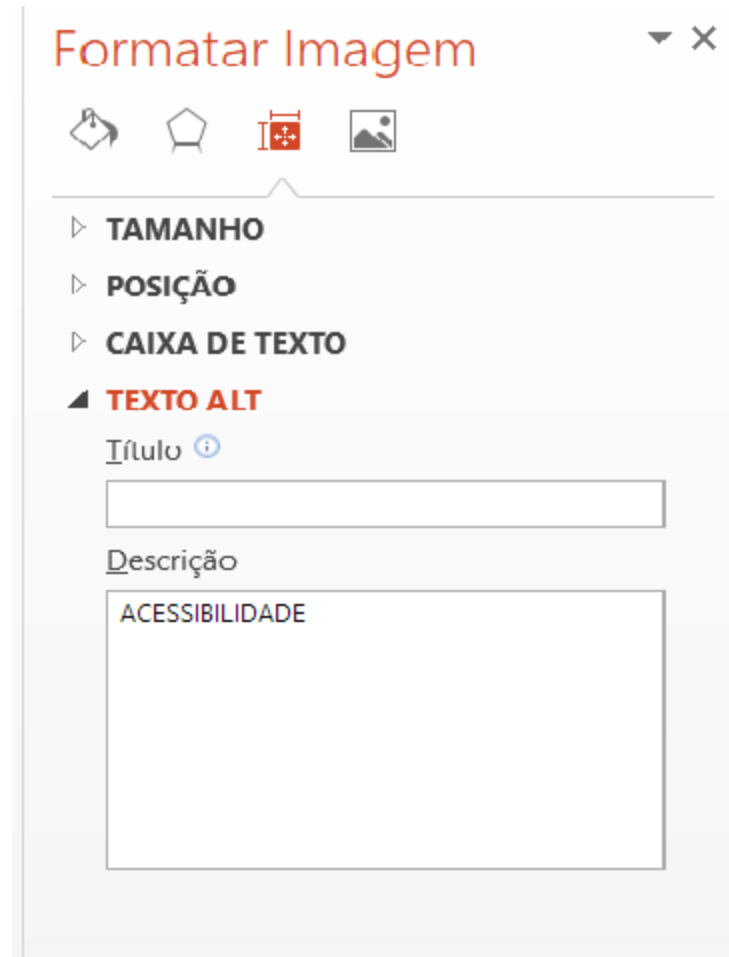 Formatar Imagem
TAMANHO
POSIÇÃO
CAIXA DE TEXTO
TEXTO ALT
Título
Descrição
ACESSIBILIDADE